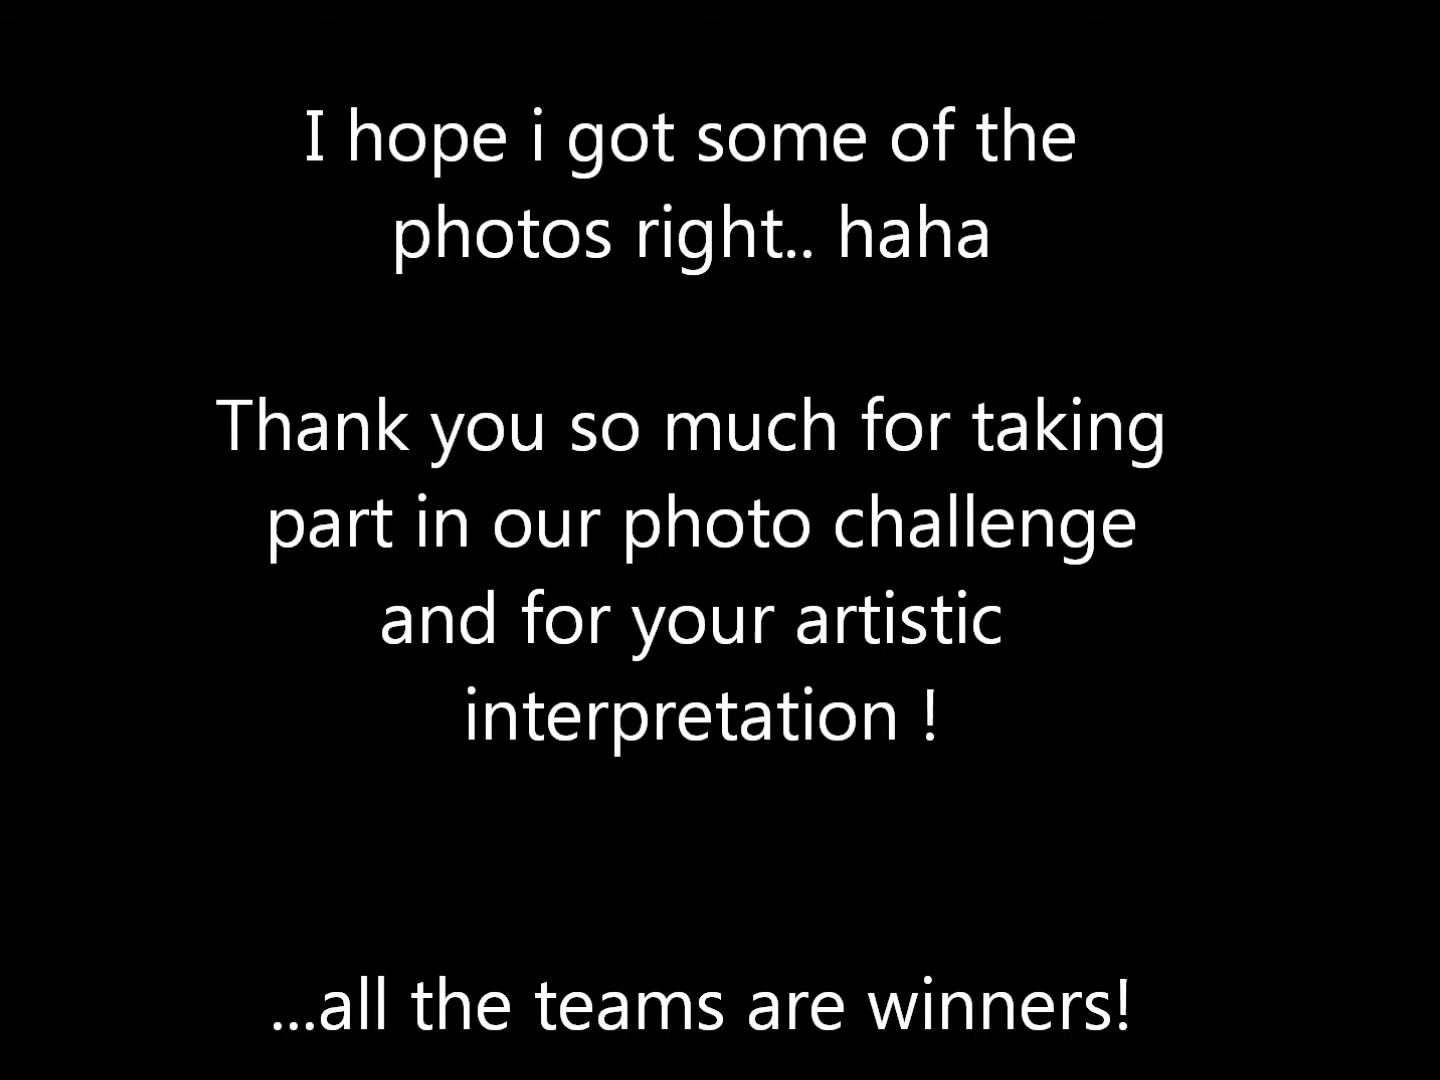 I hope i got some of the
photos right.. haha
Thank you so much for taking
part in our photo challenge
and for your artistic
interpretation !
...all the teams are winners!